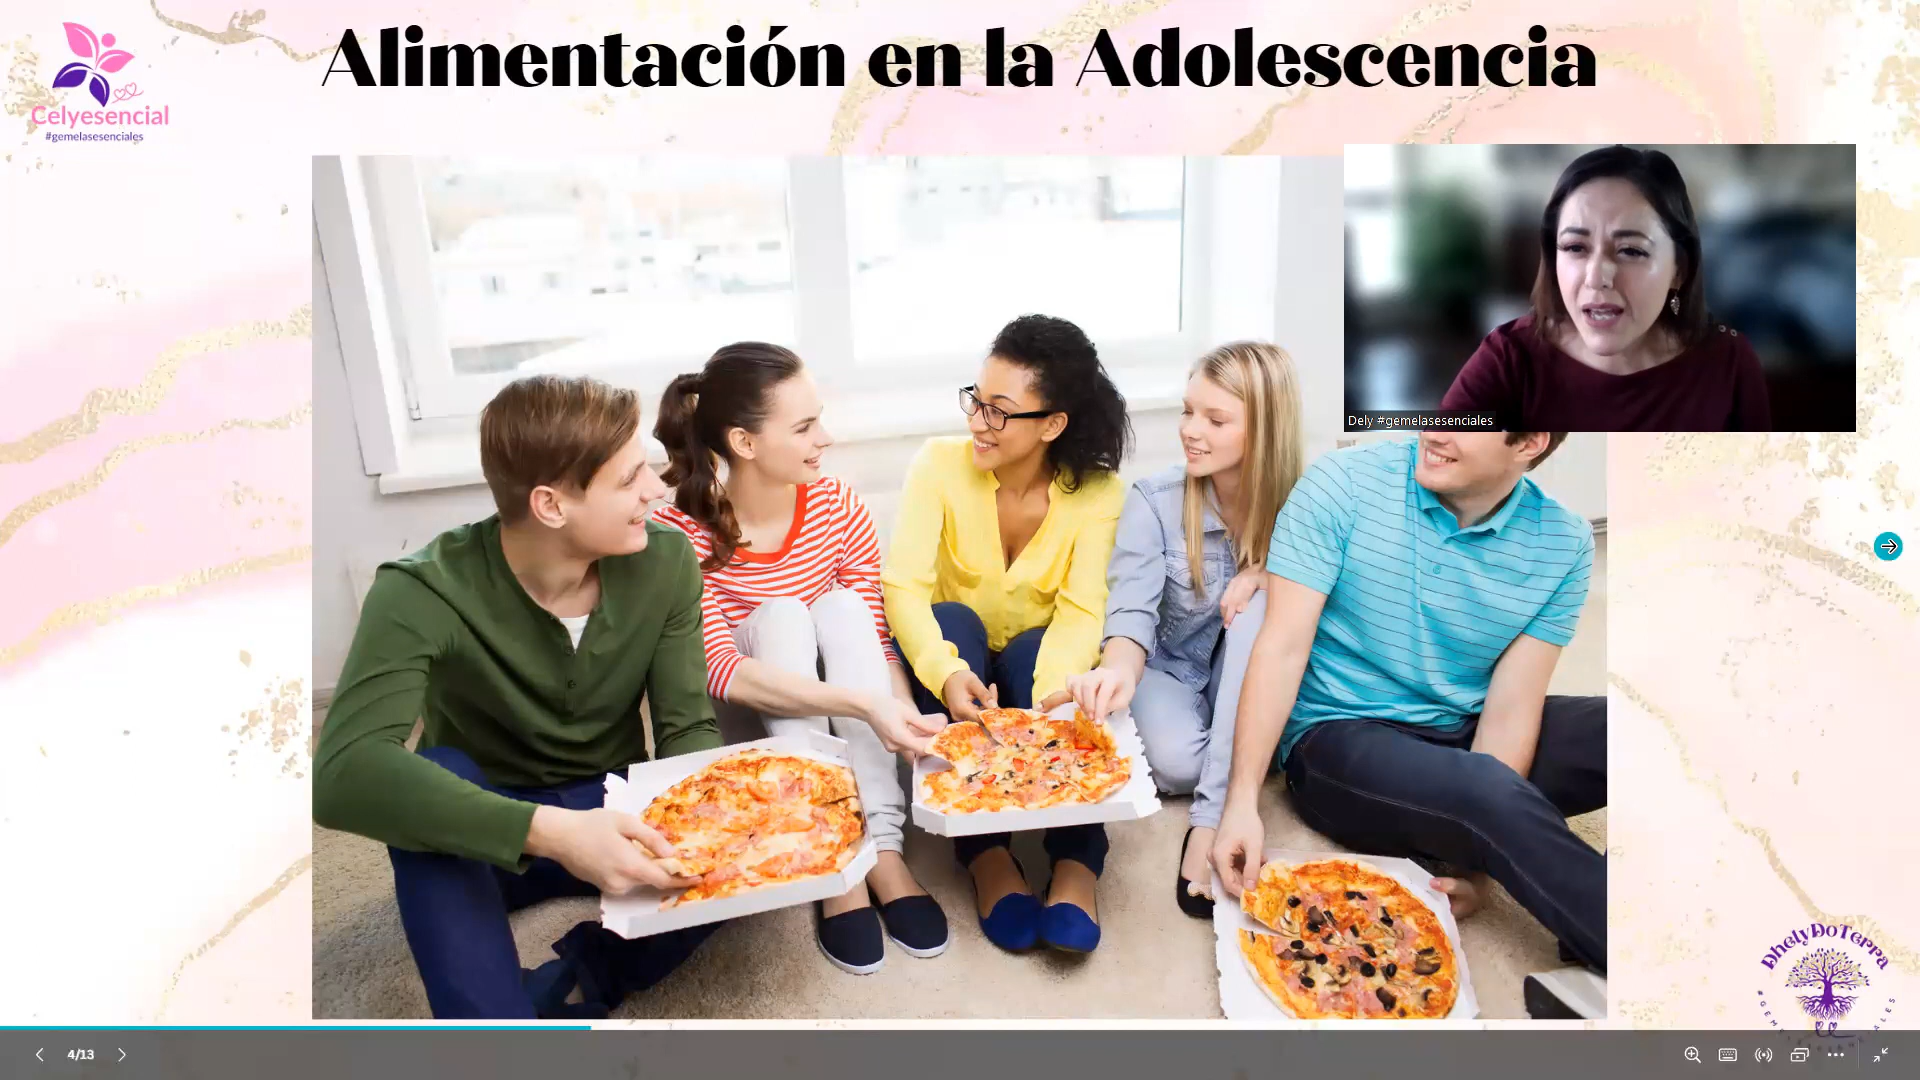 Alimentación en la Adolescencia
Celyesencial
#gemelasesenciales
Dely #gemelasesenciales
DhelyDoTerra
4/13